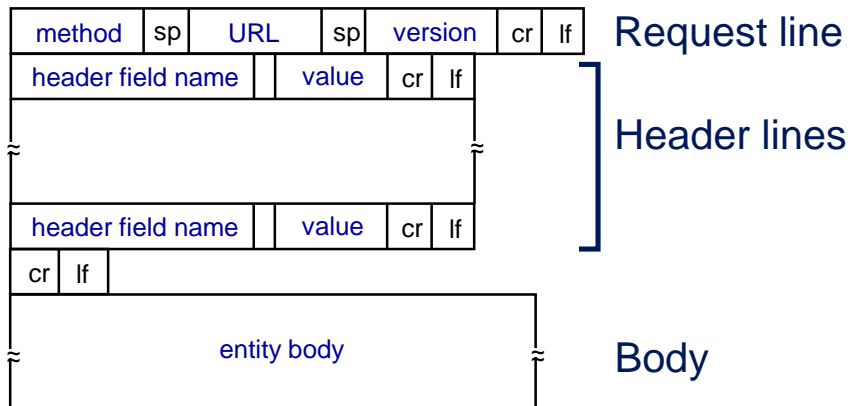 method sp URL sp version cr lf Request line
header field name value cr lf
Header lines
header field name value cr lf
cr lf
entity body Body